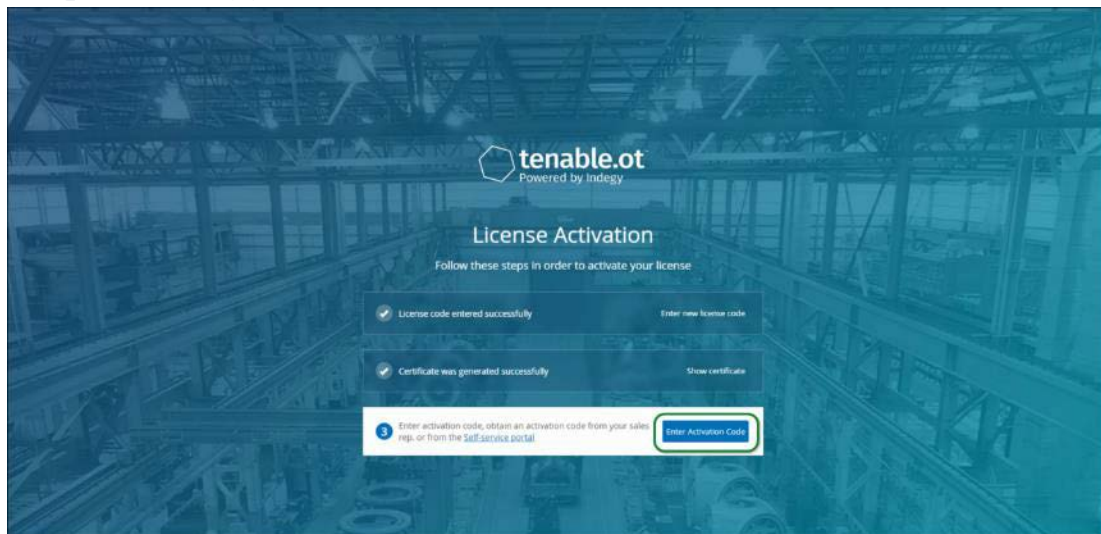 tenable.ot
Powered by Indegy
License Activation
Follow these steps in order to activate your license
License code entered successfully
Enter new license code
Certificate was generated successfully
Show certificate
3
Enter activation code, obtain an activation code from your sales
rep. or from the Self-service portal
Enter Activation Code